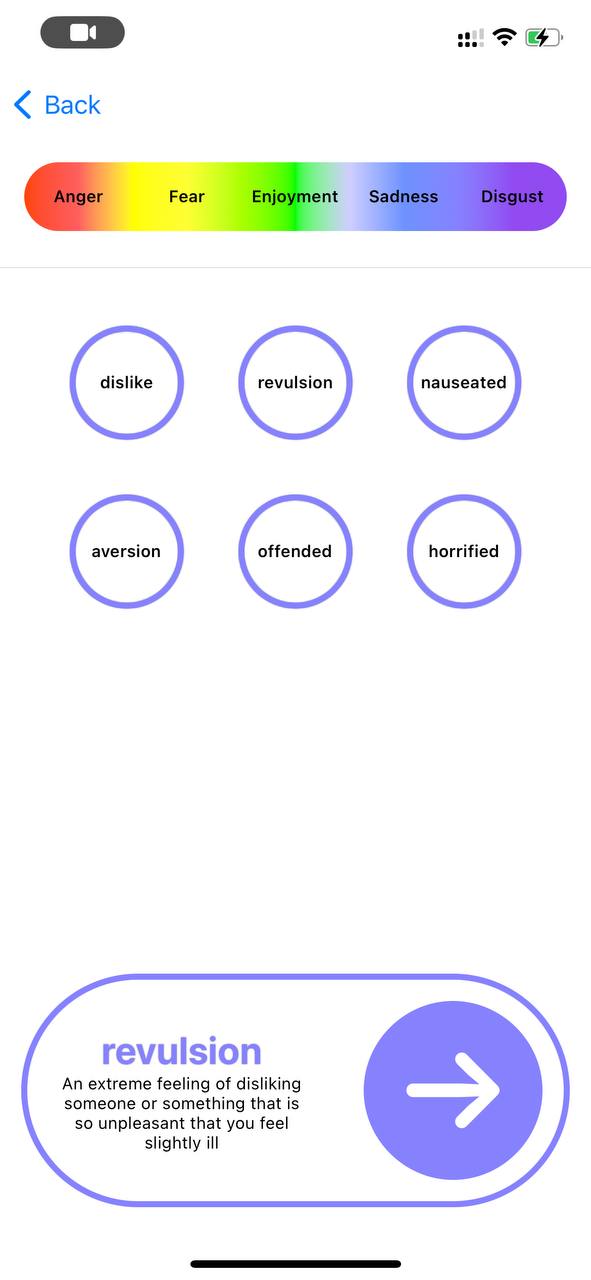 Back
Anger Fear Enjoyment Sadness Disgust
dislike revulsion nauseated
aversion offended horrified
revulsion
An extreme feeling of disliking
someone or something that is
so unpleasant that you feel
slightly ill